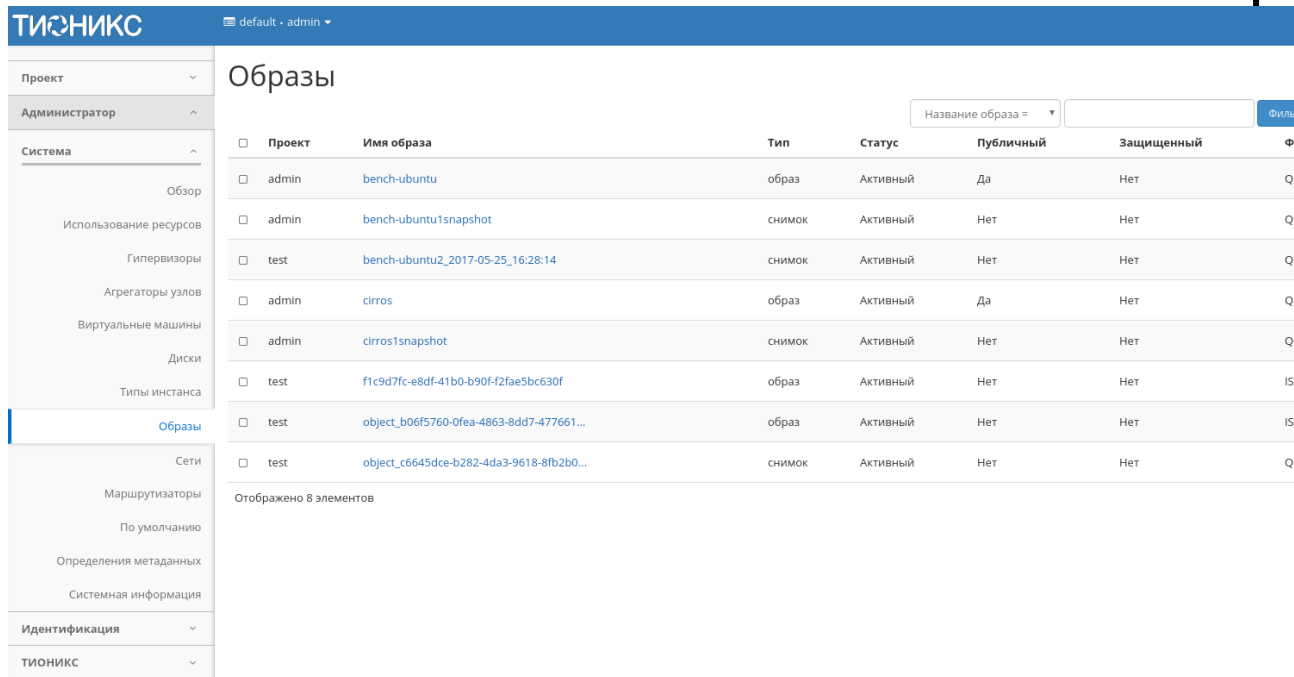 ТИОНИКС
default • admin
Проект
Администратор
Система
Обзор
Использование ресурсов
Гипервизоры
Агрегаторы узлов
Виртуальные машины
Диски
Типы инстанса
Образы
Сети
Маршрутизаторы
По умолчанию
Определения метаданных
Системная информация
Идентификация
ТИОНИКС
Образы
Название образа = Филь
Проект Имя образа Тип Статус Публичный Защищенный Ф
admin bench-ubuntu образ Активный Да Нет Q
admin bench-ubuntu1snapshot снимок Активный Нет Нет Q
test bench-ubuntu2_2017-05-25_16:28:14 снимок Активный Нет Нет Q
admin cirros образ Активный Да Нет Q
admin cirros1snapshot снимок Активный Нет Нет Q
test f1c9d7fc-e8df-41b0-b90f-f2fae5bc630f образ Активный Нет Нет IS
test object_b06f5760-0fea-4863-8dd7-477661... образ Активный Нет Нет IS
test object_c6645dce-b282-4da3-9618-8fb2b0... снимок Активный Нет Нет Q
Отображено 8 элементов